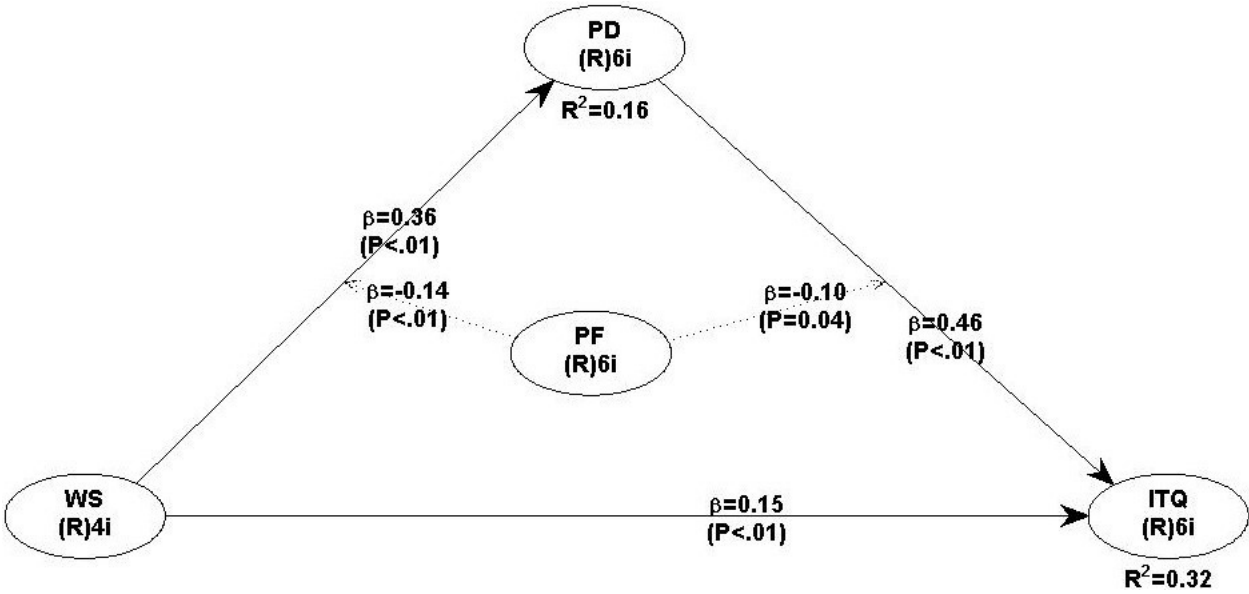 PD
(R)6i
R²=0.16
β=0.36
(P<.01)
β=-0.14
(P<.01)
β=-0.10
(P=0.04)
PF
(R)6i
β=0.46
(P<.01)
WS
(R)4i
β=0.15
(P<.01)
ITQ
(R)6i
R²=0.32